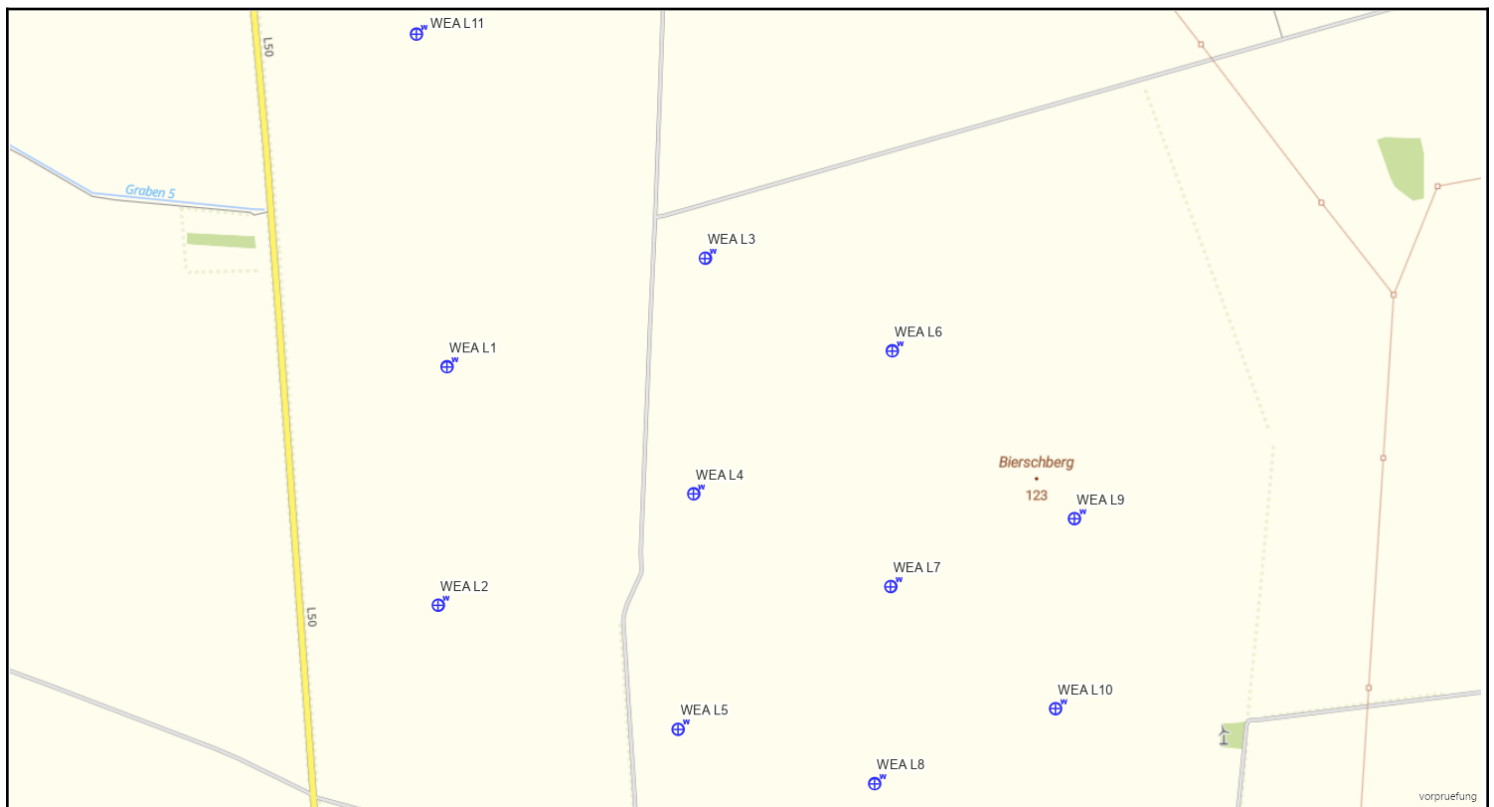 WEA L11
L50
Graben 5
WEA L3
WEA L6
WEA L1
Bierschberg
123
WEA L4
WEA L9
WEA L7
WEA L2
L50
WEA L10
WEA L5
WEA L8
vorpruefung
w
w
w
w
w
w
w
w
w
w
w